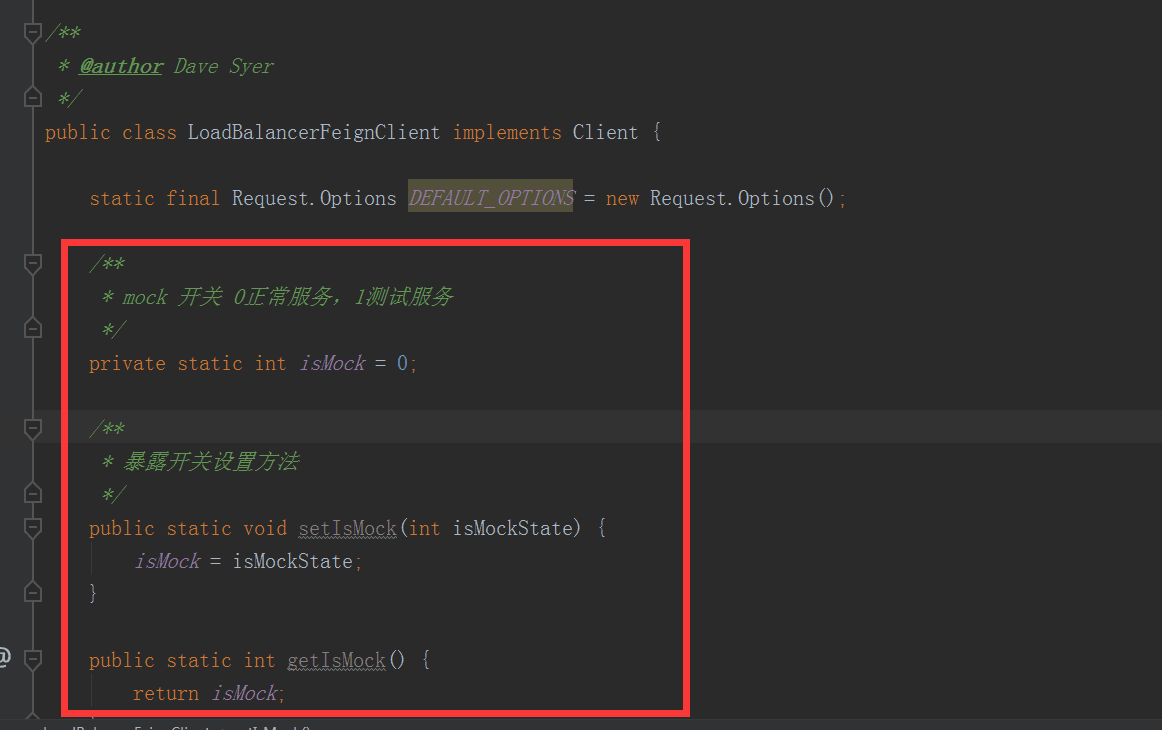 /**
* @author Dave Syer
*/
public class LoadBalancerFeignClient implements Client {
static final Request.Options DEFAULT_OPTIONS = new Request.Options();
/**
* mock 开关 0正常服务，1测试服务
*/
private static int isMock = 0;
/**
* 暴露开关设置方法
*/
public static void setIsMock(int isMockState) {
isMock = isMockState;
}
@ public static int getIsMock() {
return isMock;